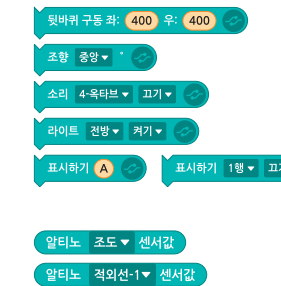 뒷바퀴 구동 좌: 400 우: 400
조향 중앙 °
소리 4-옥타브 끄기
라이트 전방 켜기
표시하기 A 표시하기 1행
알티노 조도 센서값
알티노 적외선-1 센서값